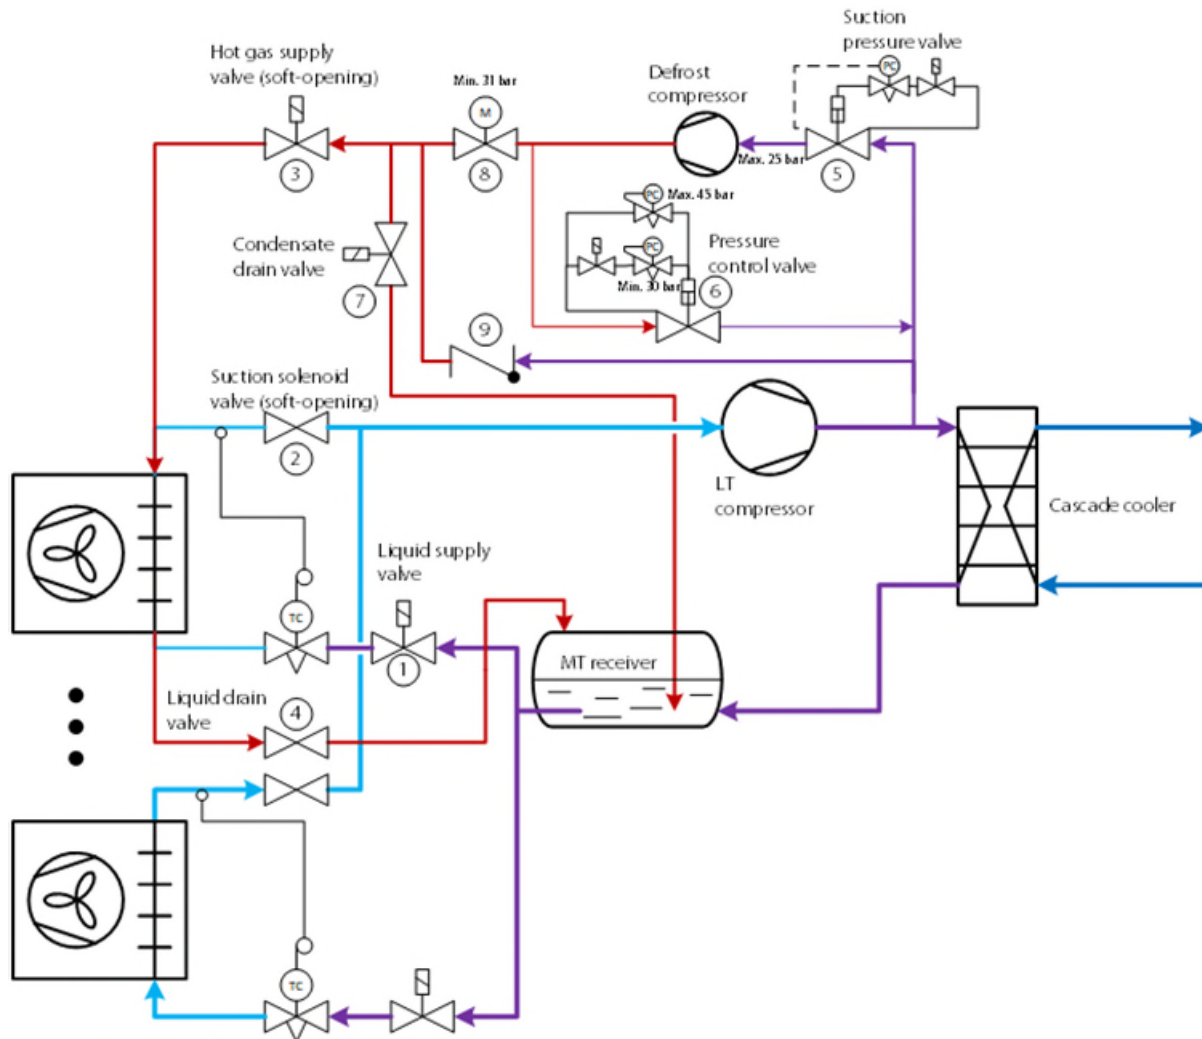 Suction
pressure valve
PC
Hot gas supply
valve (soft-opening)
Min. 31 bar
Defrost
compressor
M
Max. 25 bar
3
8
5
PC
Max. 45 bar
Condensate
drain valve
PC
Pressure
control valve
Min. 30 bar
7
6
9
Suction solenoid
valve (soft-opening)
2
LT
compressor
Cascade cooler
Liquid supply
valve
TC
1
MT receiver
Liquid drain
valve
4
TC